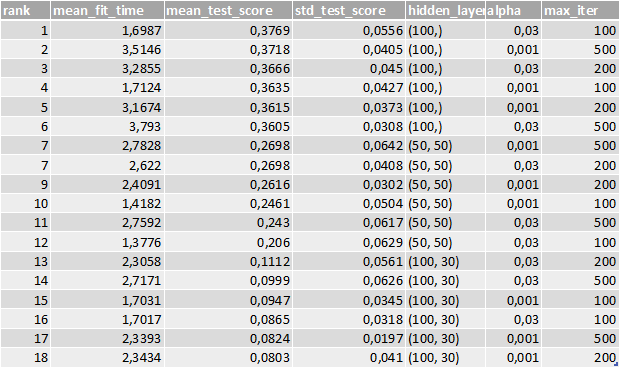 rank mean_fit_time mean_test_score std_test_score hidden_layer alpha max_iter
1 1,6987 0,3769 0,0556 (100,) 0,03 100
2 3,5146 0,3718 0,0405 (100,) 0,001 500
3 3,2855 0,3666 0,045 (100,) 0,03 200
4 1,7124 0,3635 0,0427 (100,) 0,001 100
5 3,1674 0,3615 0,0373 (100,) 0,001 200
6 3,793 0,3605 0,0308 (100,) 0,03 500
7 2,7828 0,2698 0,0642 (50, 50) 0,001 500
7 2,622 0,2698 0,0408 (50, 50) 0,03 200
9 2,4091 0,2616 0,0302 (50, 50) 0,001 200
10 1,4182 0,2461 0,0504 (50, 50) 0,001 100
11 2,7592 0,243 0,0617 (50, 50) 0,03 500
12 1,3776 0,206 0,0629 (50, 50) 0,03 100
13 2,3058 0,1112 0,0561 (100, 30) 0,03 200
14 2,7171 0,0999 0,0626 (100, 30) 0,03 500
15 1,7031 0,0947 0,0345 (100, 30) 0,001 100
16 1,7017 0,0865 0,0318 (100, 30) 0,03 100
17 2,3393 0,0824 0,0197 (100, 30) 0,001 500
18 2,3434 0,0803 0,041 (100, 30) 0,001 200